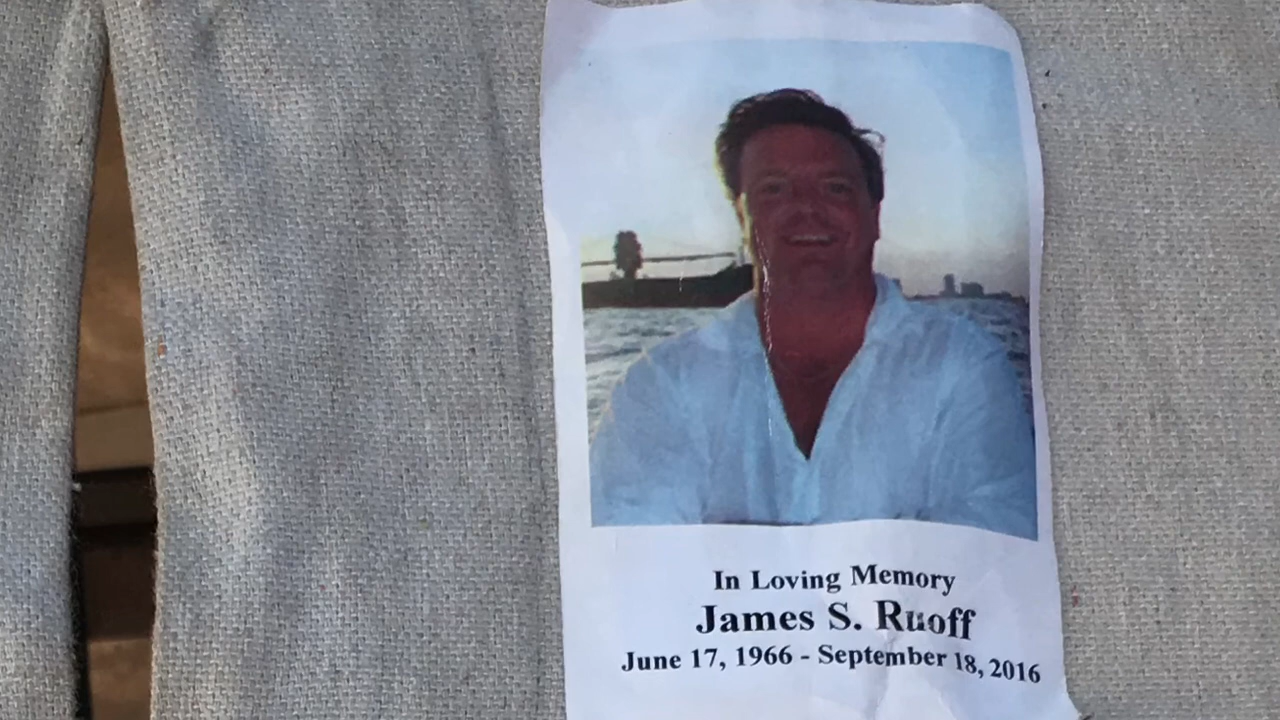 In Loving Memory
James S. Ruoff
June 17, 1966 - September 18, 2016